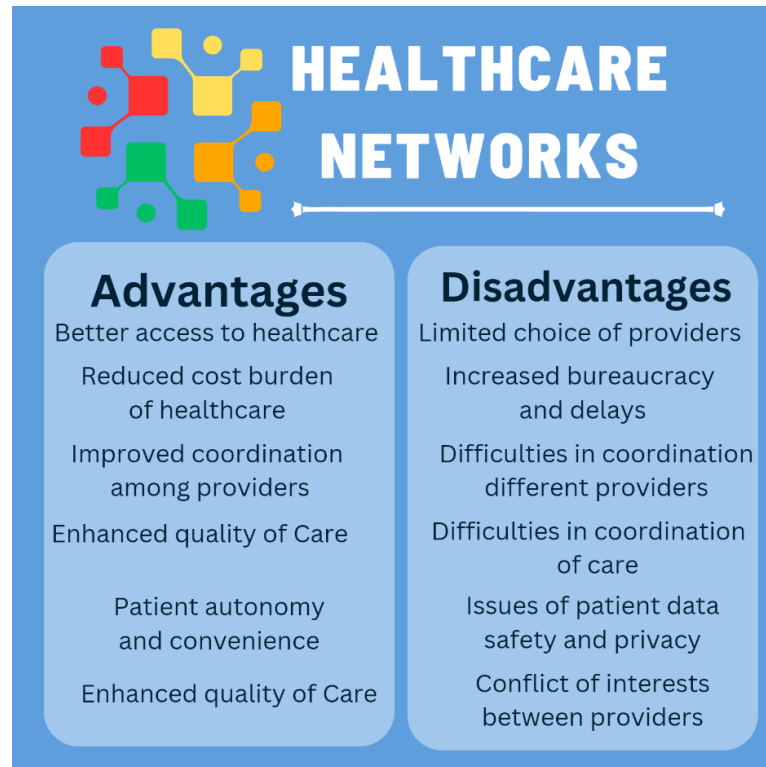 HEALTHCARE
NETWORKS
Advantages
Better access to healthcare
Reduced cost burden
of healthcare
Improved coordination
among providers
Enhanced quality of Care
Patient autonomy
and convenience
Enhanced quality of Care
Disadvantages
Limited choice of providers
Increased bureaucracy
and delays
Difficulties in coordination
different providers
Difficulties in coordination
of care
Issues of patient data
safety and privacy
Conflict of interests
between providers